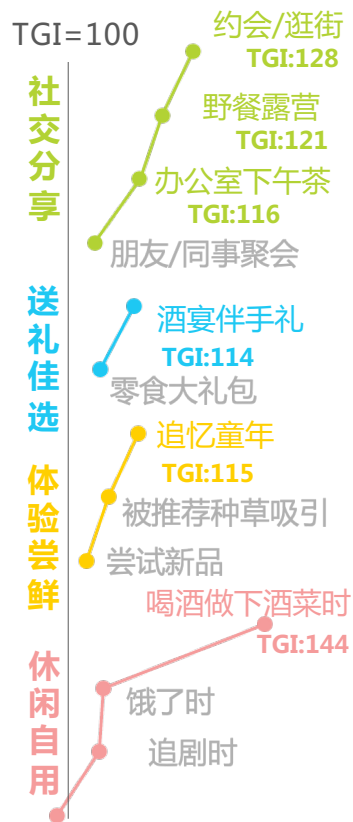 TGI=100
社交分享
约会/逛街
TGI:128
野餐露营
TGI:121
办公室下午茶
TGI:116
朋友/同事聚会
送礼佳选
酒宴伴手礼
TGI:114
零食大礼包
体验尝鲜
追忆童年
TGI:115
被推荐种草吸引
尝试新品
休闲自用
喝酒做下酒菜时
TGI:144
饿了时
追剧时